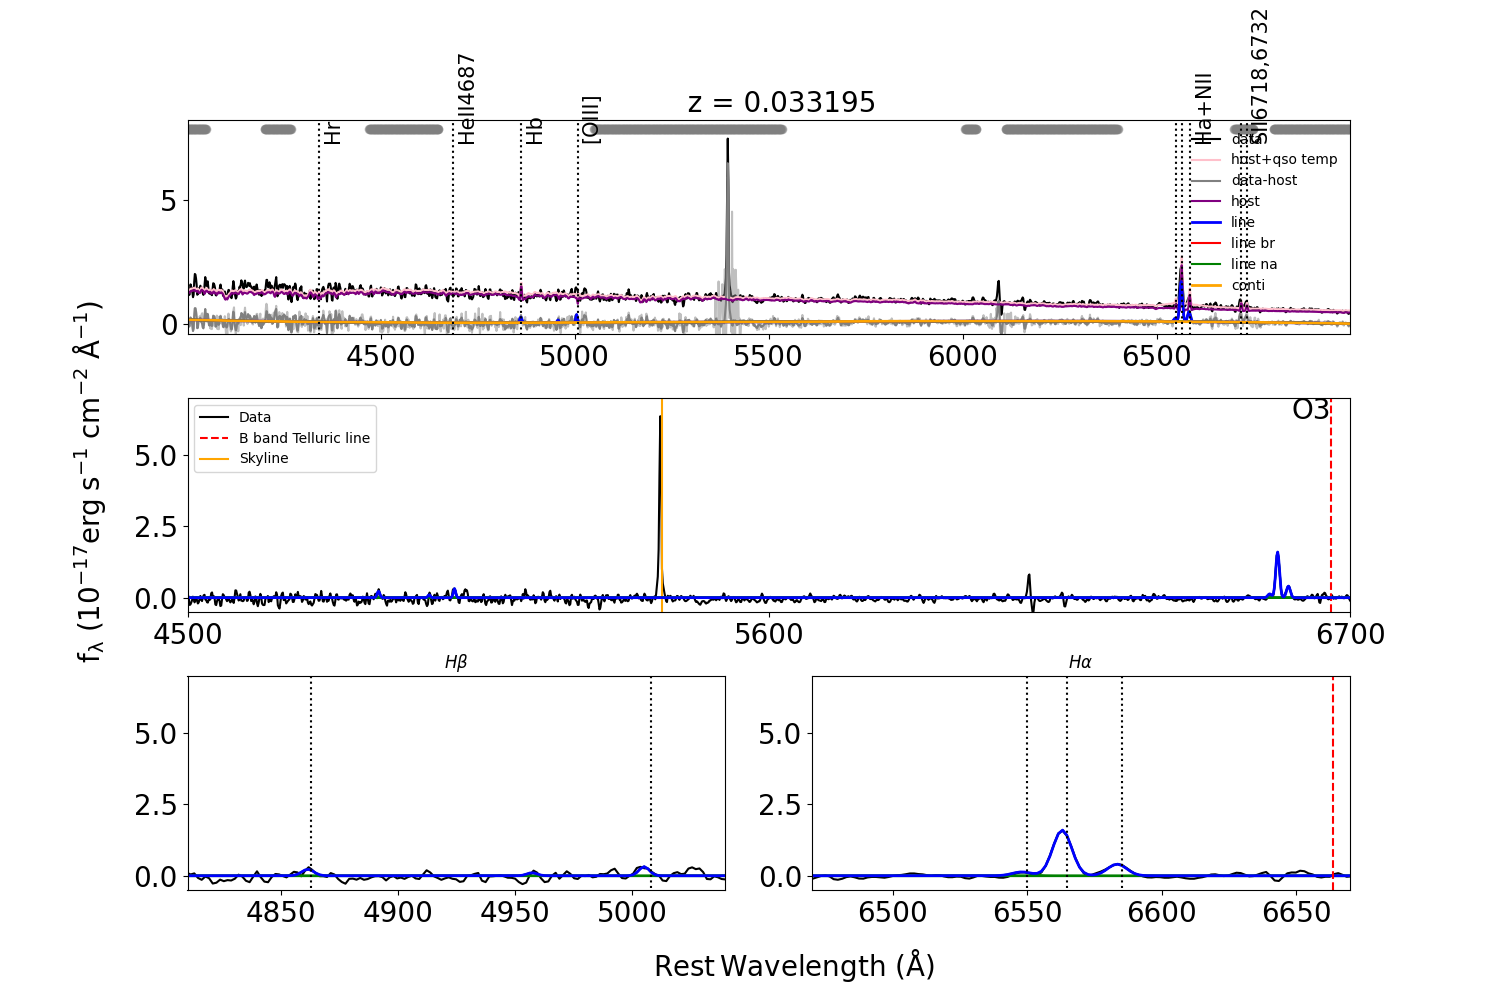 z = 0.033195
Hr
HeII4687
Hb
[OIII]
Ha+NII
SII6718,6732
data
host+qso temp
data-host
host
line
line br
line na
conti
5
0
4500
5000
5500
6000
6500
fλ (10⁻¹⁷erg s⁻¹ cm⁻² Å⁻¹)
Data
B band Telluric line
Skyline
O3
5.0
2.5
0.0
4500
5600
6700
Hβ
5.0
2.5
0.0
4850
4900
4950
5000
Hα
5.0
2.5
0.0
6500
6550
6600
6650
Rest Wavelength (Å)